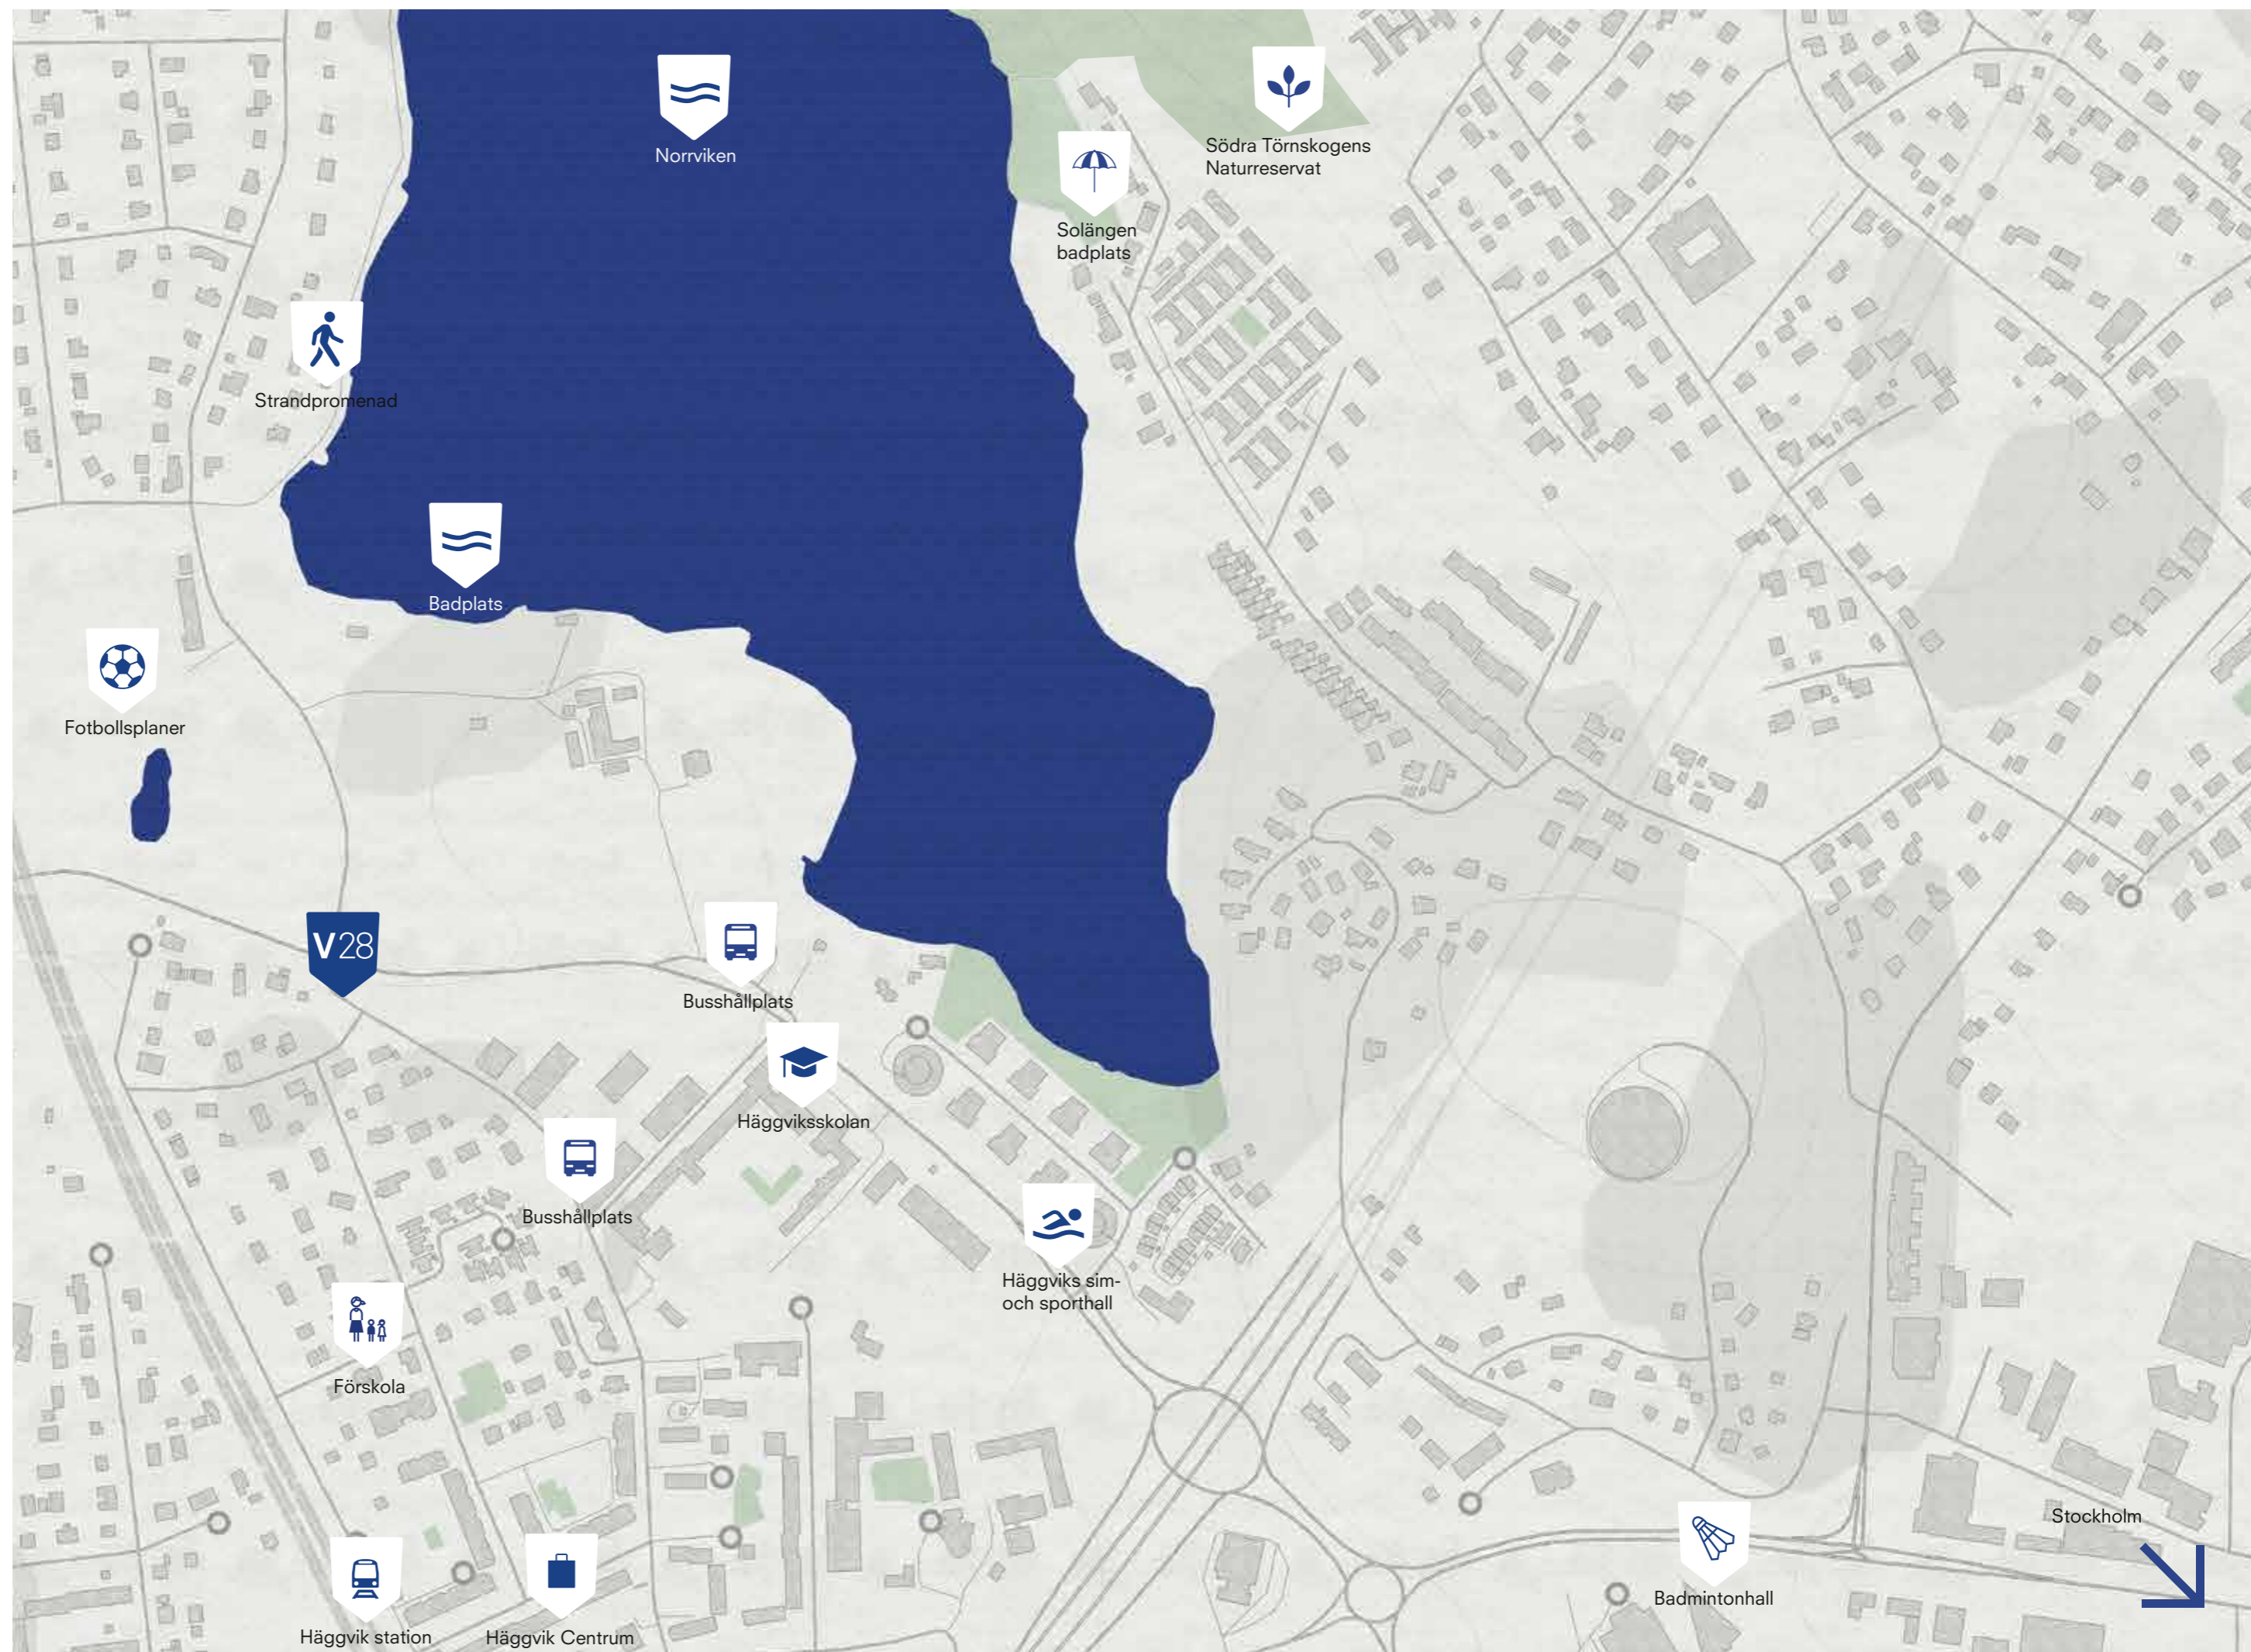 Norrviken
Södra Törnskogens
Naturreservat
Solängen
badplats
Strandpromenad
Badplats
Fotbollsplaner
V28
Busshållplats
Häggviksskolan
Busshållplats
Häggviks sim-
och sporthall
Förskola
Stockholm
Badmintonhall
Häggvik station
Häggvik Centrum